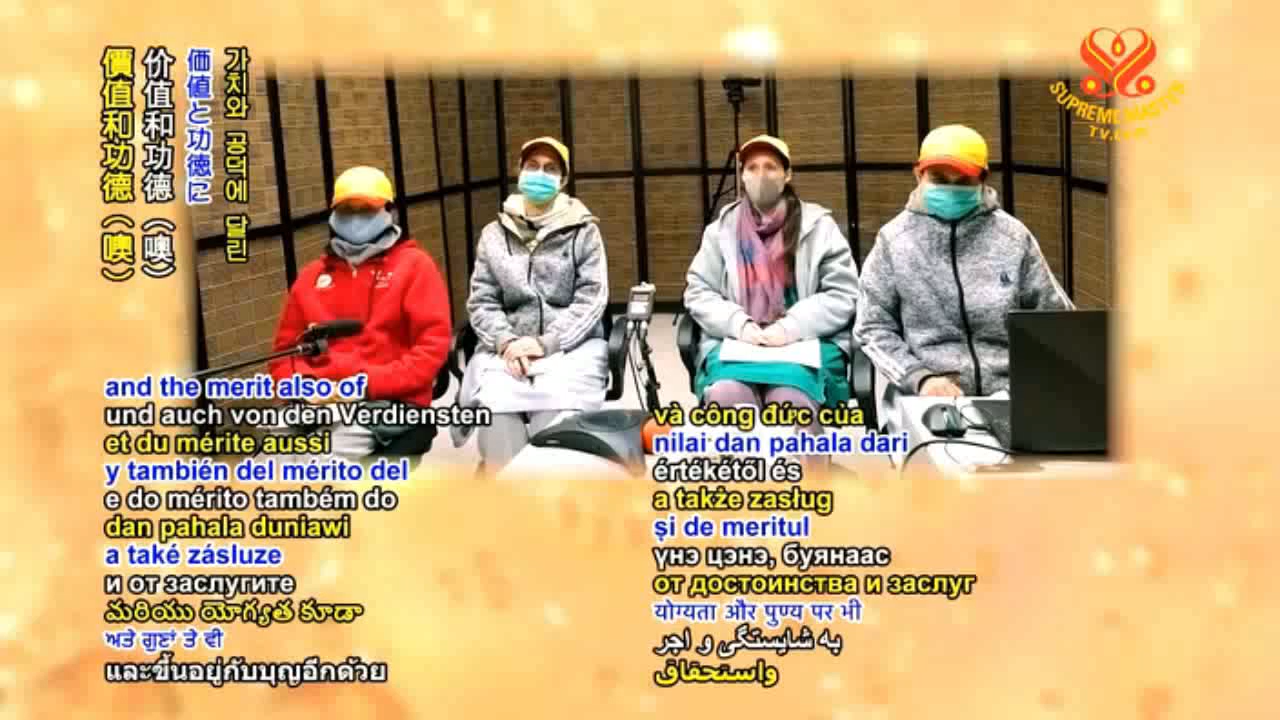 價值和功德（噢）
价值和功德（噢）
価値と功徳に
가치와 공덕에 달린
SUPREME MASTER
TV.com
and the merit also of
und auch von den Verdiensten
et du mérite aussi
y también del mérito del
e do mérito também do
dan pahala duniawi
a také zásluze
и от заслугите
మరియు యోగ్యత కూడా
ਅਤੇ ਗੁਣਾਂ ਤੇ ਵੀ
และขึ้นอยู่กับบุญอีกด้วย
và công đức của
nilai dan pahala dari
értékétől és
a także zasług
și de meritul
үнэ цэнэ, буянаас
от достоинства и заслуг
योग्यता और पुण्य पर भी
به شایستگی و اجر
واستحقاق